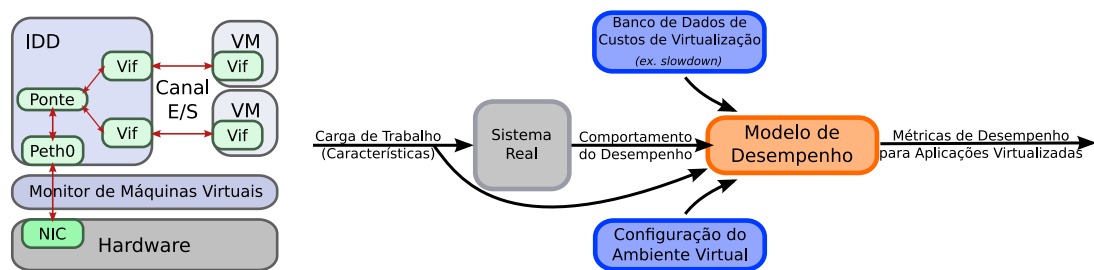 IDD
Vif
Ponte
Vif
Peth0
Canal
E/S
VM
Vif
VM
Vif
Monitor de Máquinas Virtuais
NIC
Hardware
Banco de Dados de
Custos de Virtualização
(ex. slowdown)
Carga de Trabalho
(Características)
Sistema
Real
Comportamento
do Desempenho
Modelo de
Desempenho
Métricas de Desempenho
para Aplicações Virtualizadas
Configuração do
Ambiente Virtual